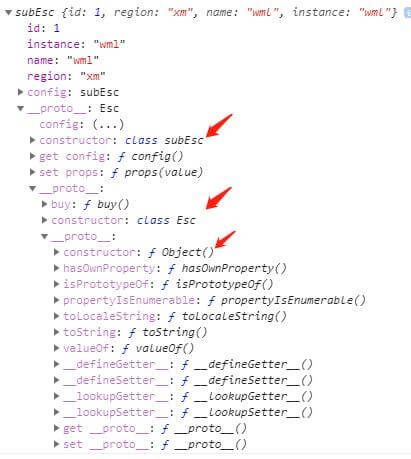 ▼ subEsc {id: 1, region: "xm", name: "wml", instance: "wml"} i
id: 1
instance: "wml"
name: "wml"
region: "xm"
▶ config: subEsc
▼ __proto__: Esc
config: (...)
▶ constructor: class subEsc
▶ get config: ƒ config()
▶ set props: ƒ props(value)
▼ __proto__:
▶ buy: ƒ buy()
▶ constructor: class Esc
▼ __proto__:
▶ constructor: ƒ Object()
▶ hasOwnProperty: ƒ hasOwnProperty()
▶ isPrototypeOf: ƒ isPrototypeOf()
▶ propertyIsEnumerable: ƒ propertyIsEnumerable()
▶ toLocaleString: ƒ toLocaleString()
▶ toString: ƒ toString()
▶ valueOf: ƒ valueOf()
▶ __defineGetter__: ƒ __defineGetter__()
▶ __defineSetter__: ƒ __defineSetter__()
▶ __lookupGetter__: ƒ __lookupGetter__()
▶ __lookupSetter__: ƒ __lookupSetter__()
▶ get __proto__: ƒ __proto__()
▶ set __proto__: ƒ __proto__()